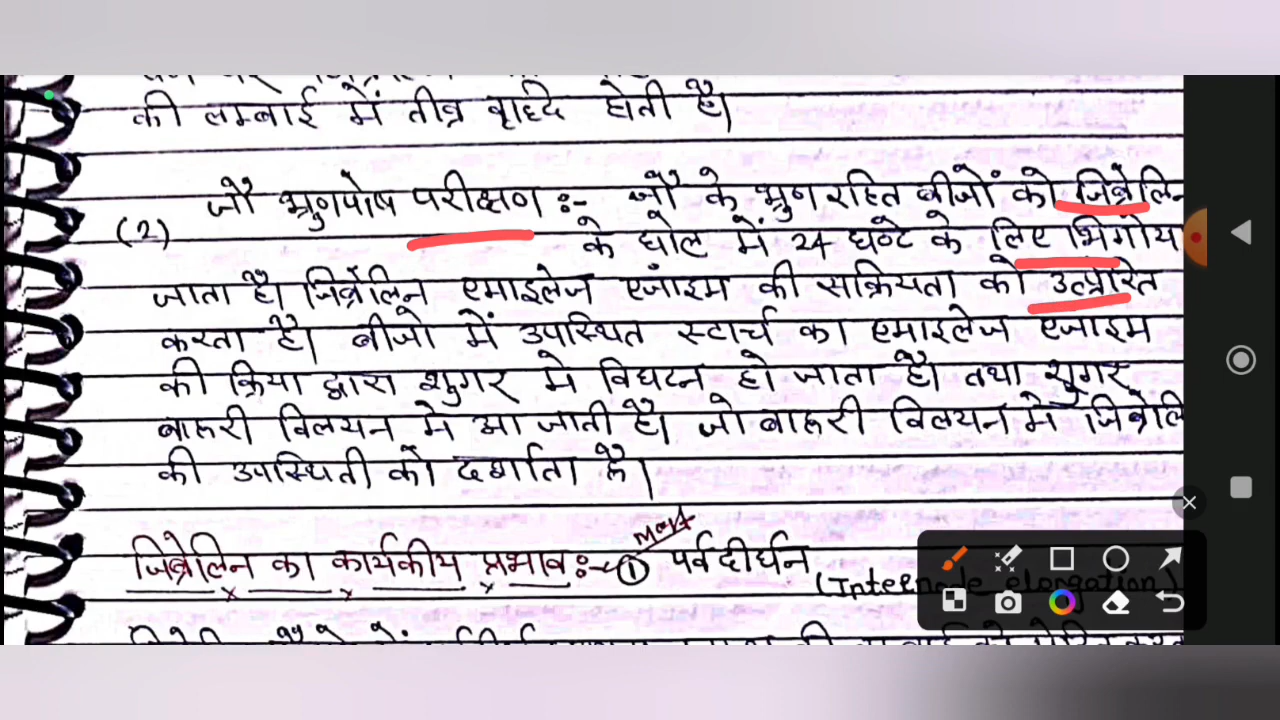 की लम्बाई में तीव्र वृद्दि होती है।
(2) जौ भ्रुणपोष परीक्षण :- जौ के भ्रुण रहित बीजों को जिब्रेलिन
के घोल में 24 घण्टे के लिए भिगोय
जाता है। जिब्रेलिन एमाइलेज एंजाइम की सक्रियता को उत्प्रेरित
करता है। बीजो में उपस्थित स्टार्च का एमाइलेज एंजाइम
की क्रिया द्वारा शुगर मे विघटन हो जाता है। तथा शुगर
बाहरी विलयन मे आ जाती है। जो बाहरी विलयन मे जिब्रेलि
की उपस्थिती को दर्शाता है।
जिब्रेलिन का कार्यकीय प्रभाव :- ① पर्वदीर्घन
(Internode elongation)